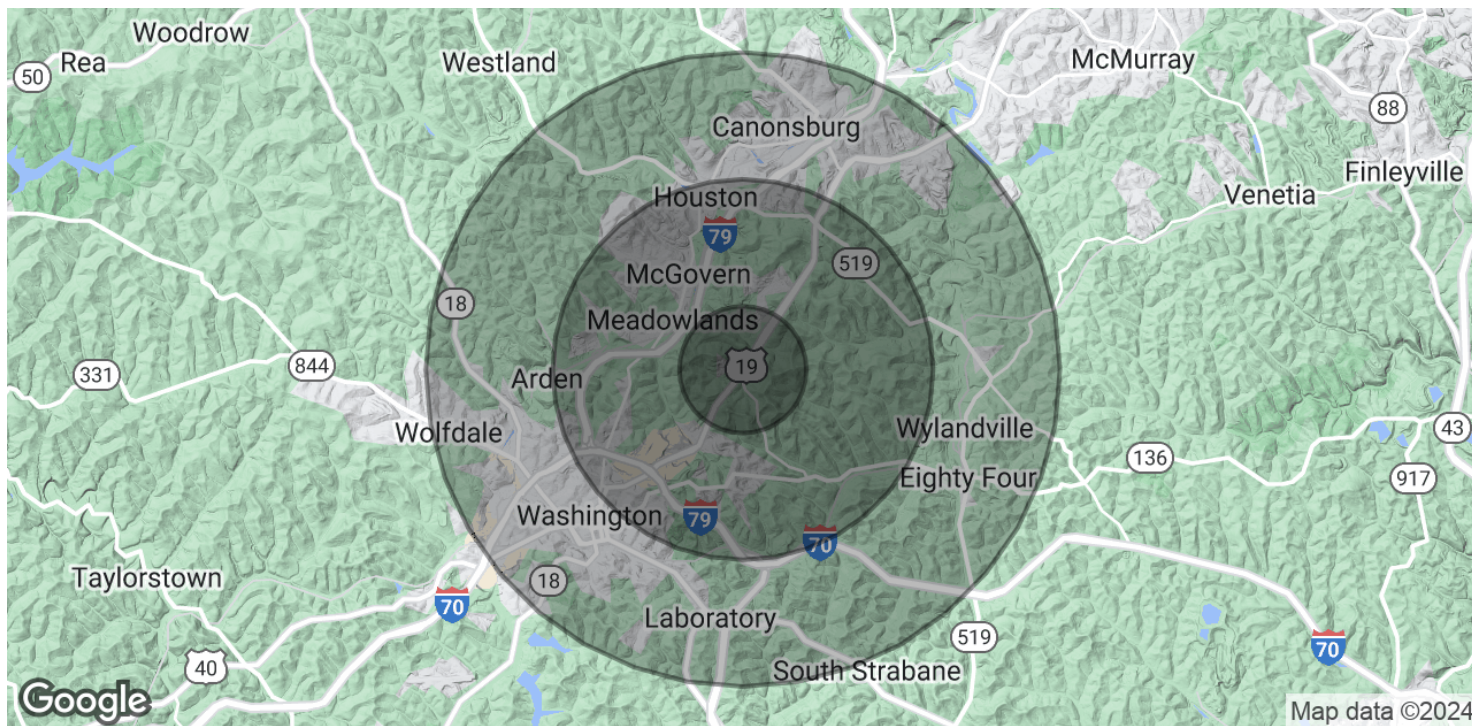 Woodrow
Rea
50
Westland
McMurray
88
Canonsburg
Finleyville
Venetia
Houston
79
519
McGovern
18
Meadowlands
19
844
331
Arden
Wolfdale
Wylandville
43
136
Eighty Four
917
Washington
79
70
Taylorstown
18
70
Laboratory
519
70
40
South Strabane
Google
Map data ©2024